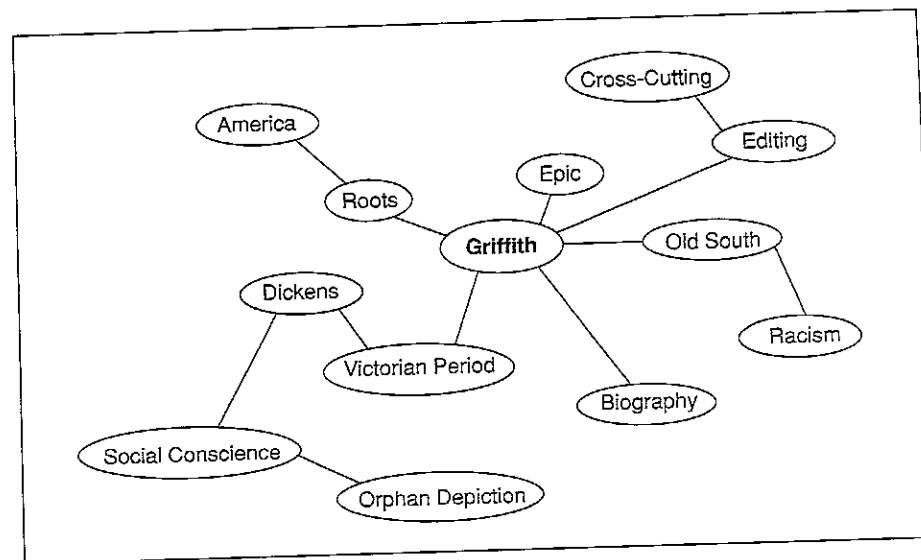 Cross-Cutting
America
Editing
Epic
Roots
Griffith
Old South
Dickens
Racism
Victorian Period
Biography
Social Conscience
Orphan Depiction